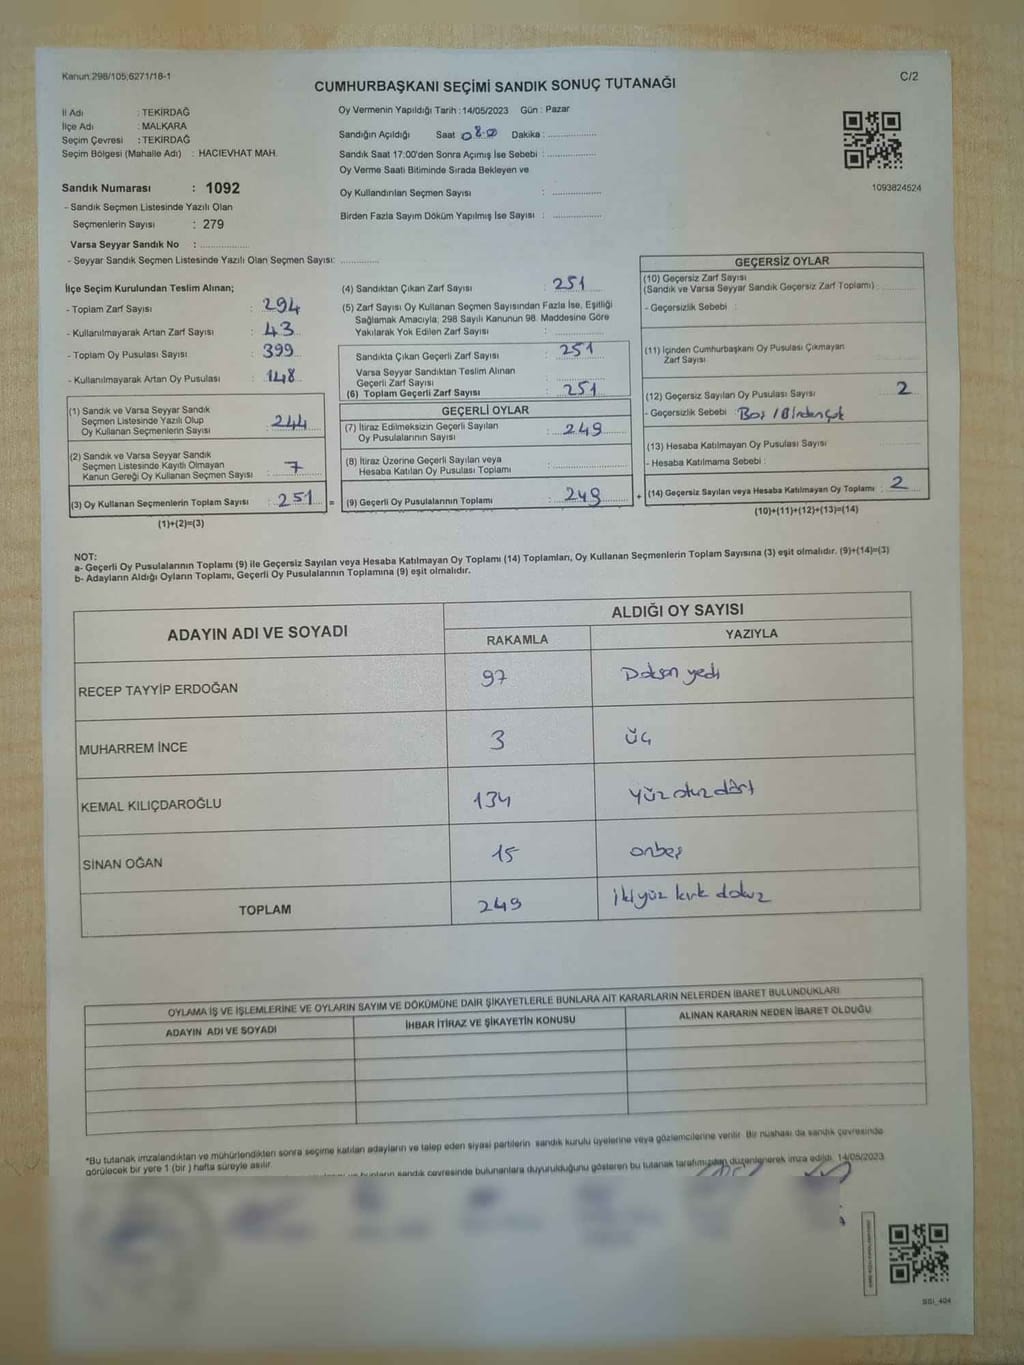 Kanun:298/105;6271/18-1
C/2
CUMHURBAŞKANI SEÇİMİ SANDIK SONUÇ TUTANAĞI
İl Adı : TEKİRDAĞ
İlçe Adı : MALKARA
Seçim Çevresi : TEKİRDAĞ
Seçim Bölgesi (Mahalle Adı) : HACIEVHAT MAH.
Sandık Numarası : 1092
- Sandık Seçmen Listesinde Yazılı Olan
Seçmenlerin Sayısı : 279
Varsa Seyyar Sandık No : ....................
- Seyyar Sandık Seçmen Listesinde Yazılı Olan Seçmen Sayısı: ...............
Oy Vermenin Yapıldığı Tarih : 14/05/2023 Gün : Pazar
Sandığın Açıldığı Saat 08.00 Dakika : ...................
Sandık Saat 17:00'den Sonra Açımış İse Sebebi : ...................
Oy Verme Saati Bitiminde Sırada Bekleyen ve
Oy Kullandırılan Seçmen Sayısı : ...................
Birden Fazla Sayım Döküm Yapılmış İse Sayısı : ...................
1093824524
İlçe Seçim Kurulundan Teslim Alınan;
- Toplam Zarf Sayısı : 294
- Kullanılmayarak Artan Zarf Sayısı : 43
- Toplam Oy Pusulası Sayısı : 399
- Kullanılmayarak Artan Oy Pusulası : 148
(1) Sandık ve Varsa Seyyar Sandık
Seçmen Listesinde Yazılı Olup
Oy Kullanan Seçmenlerin Sayısı : 244
(2) Sandık ve Varsa Seyyar Sandık
Seçmen Listesinde Kayıtlı Olmayan
Kanun Gereği Oy Kullanan Seçmen Sayısı : 7
(3) Oy Kullanan Seçmenlerin Toplam Sayısı : 251 =
(1)+(2)=(3)
(4) Sandıktan Çıkan Zarf Sayısı : 251
(5) Zarf Sayısı Oy Kullanan Seçmen Sayısından Fazla İse, Eşitliği
Sağlamak Amacıyla; 298 Sayılı Kanunun 98. Maddesine Göre
Yakılarak Yok Edilen Zarf Sayısı :
Sandıkta Çıkan Geçerli Zarf Sayısı : 251
Varsa Seyyar Sandıktan Teslim Alınan
Geçerli Zarf Sayısı :
(6) Toplam Geçerli Zarf Sayısı : 251
GEÇERLİ OYLAR
(7) İtiraz Edilmeksizin Geçerli Sayılan
Oy Pusulalarının Sayısı : 249
(8) İtiraz Üzerine Geçerli Sayılan veya
Hesaba Katılan Oy Pusulası Toplamı :
(9) Geçerli Oy Pusulalarının Toplamı : 249 +
GEÇERSİZ OYLAR
(10) Geçersiz Zarf Sayısı
(Sandık ve Varsa Seyyar Sandık Geçersiz Zarf Toplamı) :
- Geçersizlik Sebebi :
(11) İçinden Cumhurbaşkanı Oy Pusulası Çıkmayan
Zarf Sayısı :
(12) Geçersiz Sayılan Oy Pusulası Sayısı : 2
- Geçersizlik Sebebi : Boş / Birden çok
(13) Hesaba Katılmayan Oy Pusulası Sayısı :
- Hesaba Katılmama Sebebi :
(14) Geçersiz Sayılan veya Hesaba Katılmayan Oy Toplamı : 2
(10)+(11)+(12)+(13)=(14)
NOT:
a- Geçerli Oy Pusulalarının Toplamı (9) ile Geçersiz Sayılan veya Hesaba Katılmayan Oy Toplamı (14) Toplamları, Oy Kullanan Seçmenlerin Toplam Sayısına (3) eşit olmalıdır. (9)+(14)=(3)
b- Adayların Aldığı Oyların Toplamı, Geçerli Oy Pusulalarının Toplamına (9) eşit olmalıdır.
ADAYIN ADI VE SOYADI
ALDIĞI OY SAYISI
RAKAMLA YAZIYLA
RECEP TAYYİP ERDOĞAN 97 Doksan yedi
MUHARREM İNCE 3 üç
KEMAL KILIÇDAROĞLU 134 yüz otuz dört
SİNAN OĞAN 15 onbeş
TOPLAM 249 ikiyüz kırk dokuz
OYLAMA İŞ VE İŞLEMLERİNE VE OYLARIN SAYIM VE DÖKÜMÜNE DAİR ŞİKAYETLERLE BUNLARA AİT KARARLARIN NELERDEN İBARET BULUNDUKLARI
ADAYIN ADI VE SOYADI İHBAR İTİRAZ VE ŞİKAYETİN KONUSU ALINAN KARARIN NEDEN İBARET OLDUĞU
*Bu tutanak imzalandıktan ve mühürlendikten sonra seçime katılan adayların ve talep eden siyasi partilerin sandık kurulu üyelerine veya gözlemcilerine verilir. Bir nüshası da sandık çevresinde
görülecek bir yere 1 (bir ) hafta süreyle asılır.
sandık çevresinde bulunanlara duyurulduğunu gösteren bu tutanak tarafımızdan düzenlenerek imza edildi. 14/05/2023
SSI_404